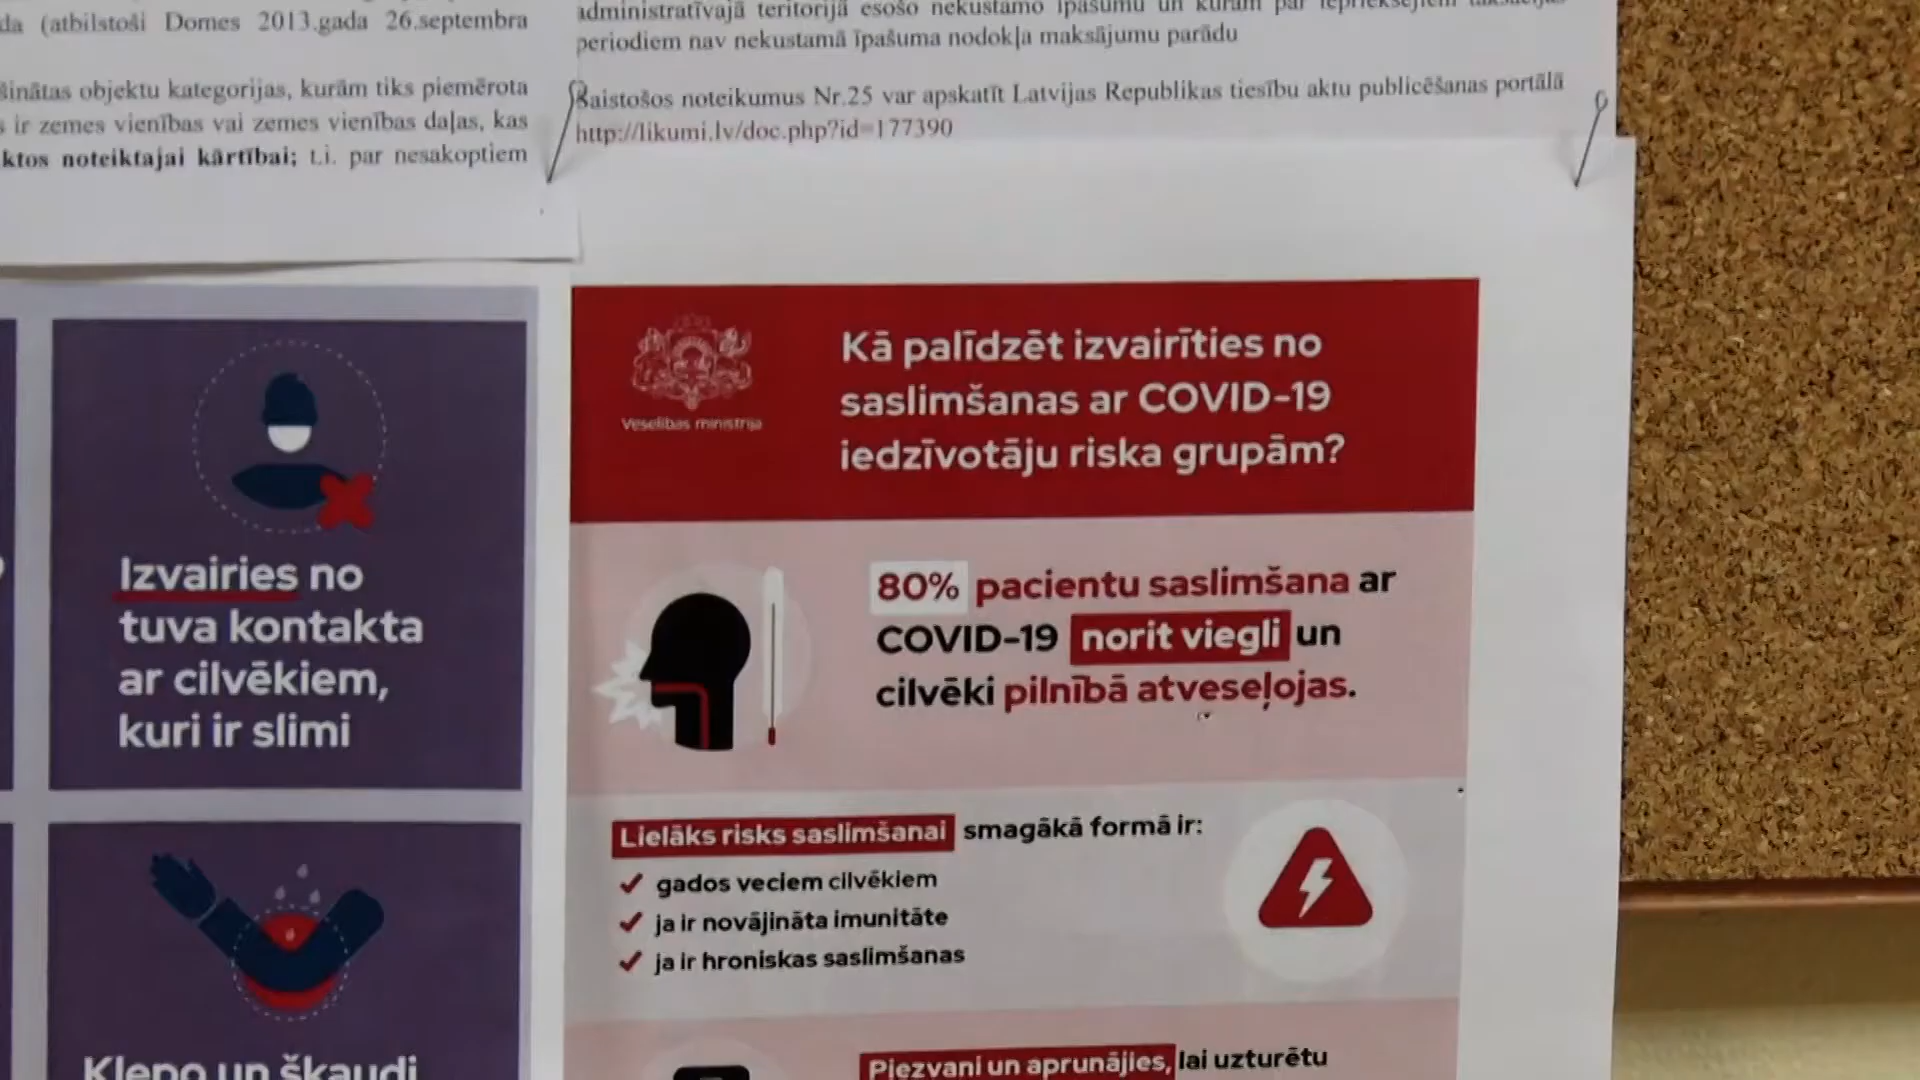 da (atbilstoši Domes 2013.gada 26.septembra
šinātas objektu kategorijas, kurām tiks piemērota
s ir zemes vienības vai zemes vienības daļas, kas
ktos noteiktajai kārtībai; t.i. par nesakoptiem
administratīvajā teritorijā esošo nekustamo īpašumu un kuram par iepriekšējiem taksācijas
periodiem nav nekustamā īpašuma nodokļa maksājumu parādu
Saistošos noteikumus Nr.25 var apskatīt Latvijas Republikas tiesību aktu publicēšanas portālā
http://likumi.lv/doc.php?id=177390
Izvairies no
tuva kontakta
ar cilvēkiem,
kuri ir slimi
Klepo un šķaudi
Veselības ministrija
Kā palīdzēt izvairīties no
saslimšanas ar COVID-19
iedzīvotāju riska grupām?
80% pacientu saslimšana ar
COVID-19 norit viegli un
cilvēki pilnībā atveseļojas.
Lielāks risks saslimšanai smagākā formā ir:
gados veciem cilvēkiem
ja ir novājināta imunitāte
ja ir hroniskas saslimšanas
Piezvani un aprunājies, lai uzturētu